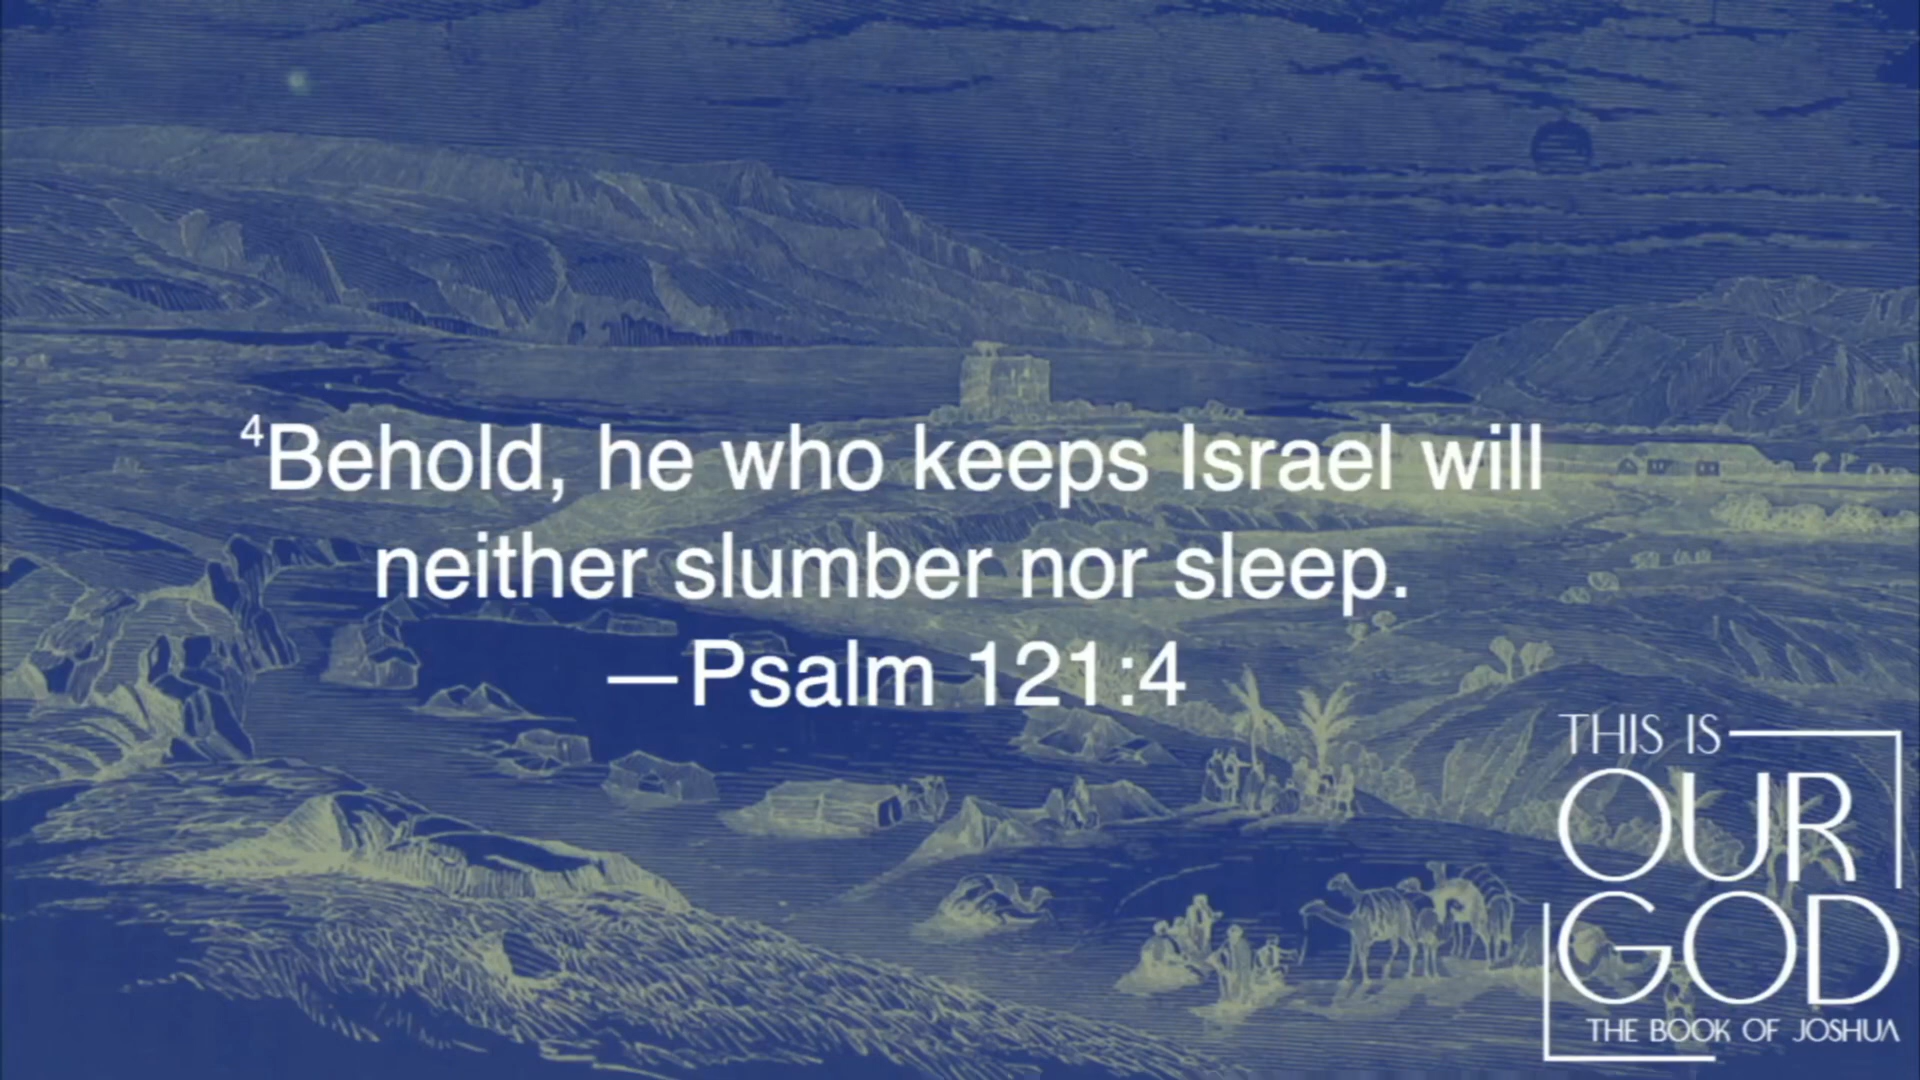 ⁴Behold, he who keeps Israel will
neither slumber nor sleep.
—Psalm 121:4
THIS IS
OUR
GOD
THE BOOK OF JOSHUA